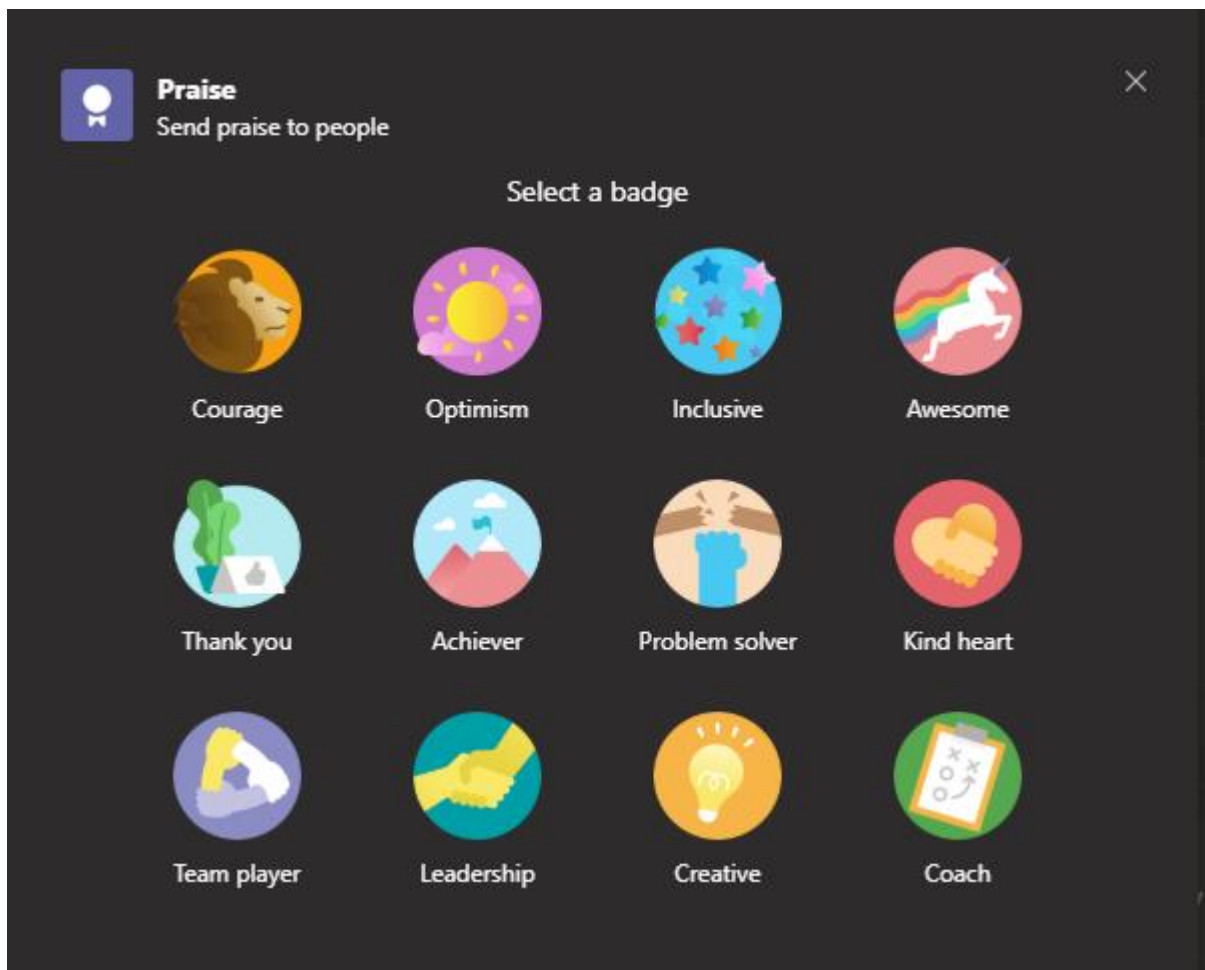 Praise
Send praise to people
Select a badge
Courage
Optimism
Inclusive
Awesome
Thank you
Achiever
Problem solver
Kind heart
Team player
Leadership
Creative
Coach